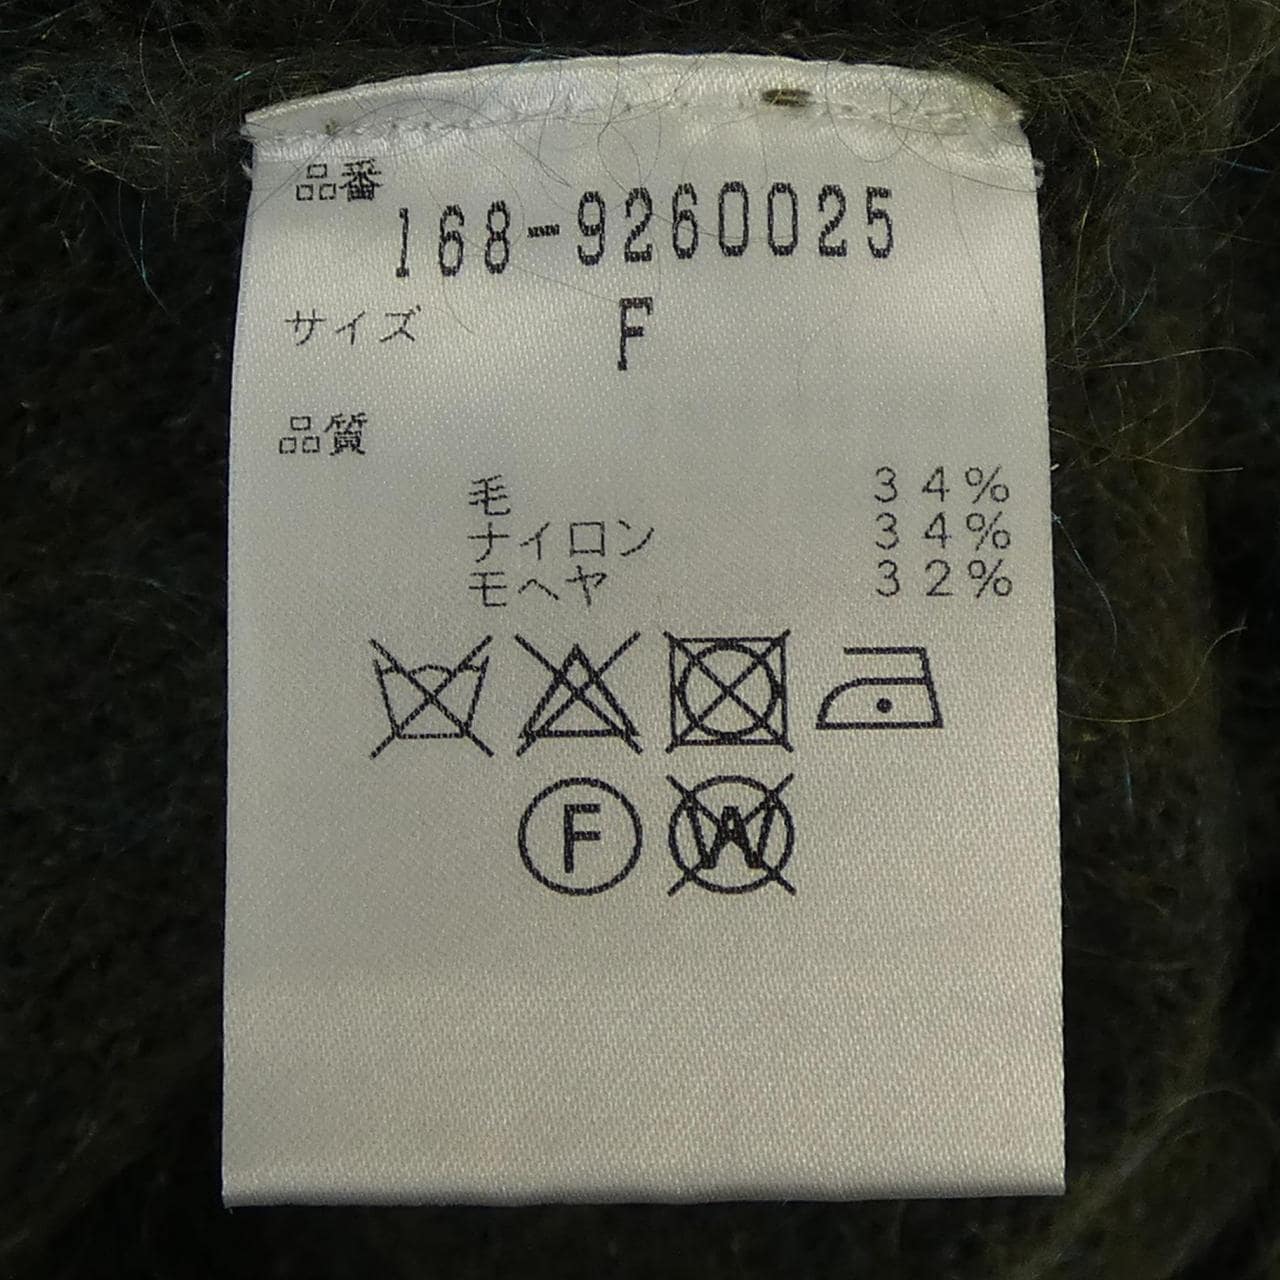 品番
168-9260025
サイズ F
品質
毛 34%
ナイロン 34%
モヘヤ 32%
F W